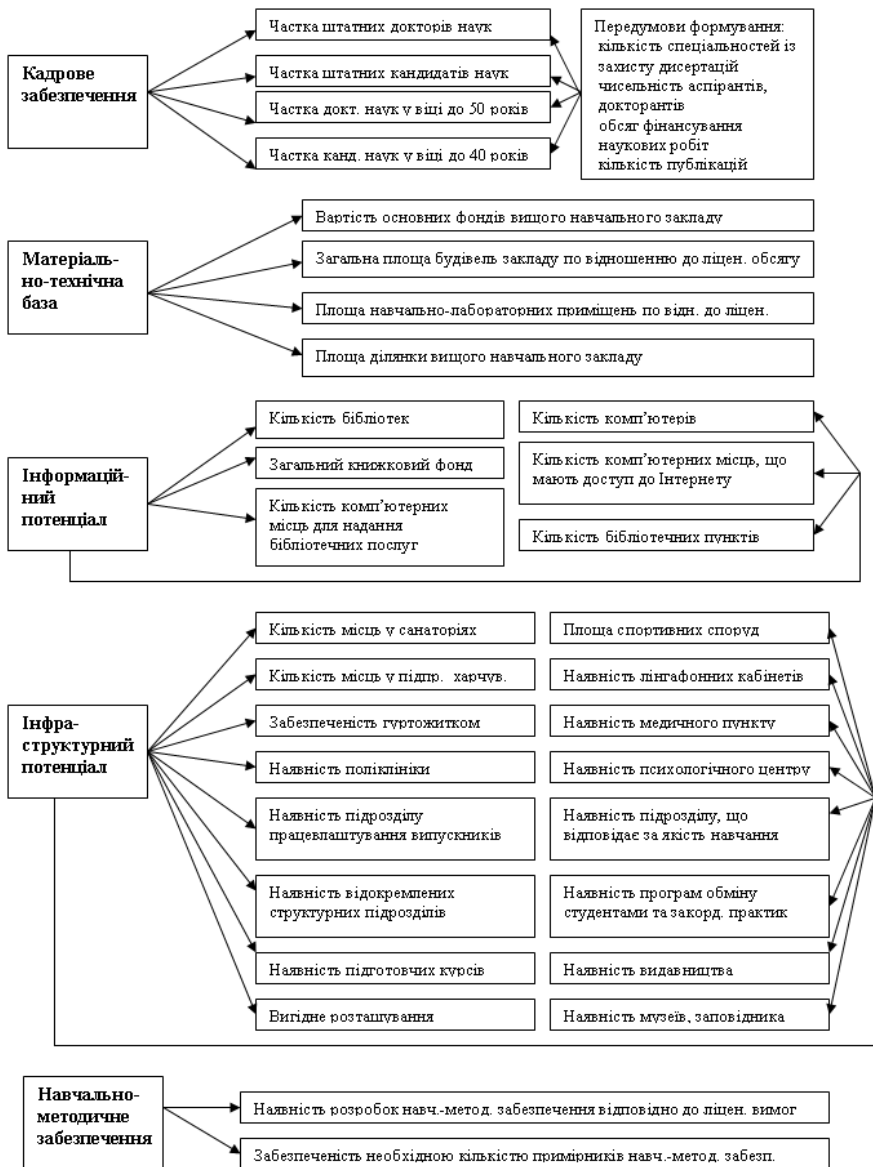 Кадрове
забезпечення
Частка штатних докторів наук
Частка штатних кандидатів наук
Частка докт. наук у віці до 50 років
Частка канд. наук у віці до 40 років
Передумови формування:
кількість спеціальностей із
захисту дисертацій
чисельність аспірантів,
докторантів
обсяг фінансування
наукових робіт
кількість публікацій
Матеріаль-
но-технічна
база
Вартість основних фондів вищого навчального закладу
Загальна площа будівель закладу по відношенню до ліцен. обсягу
Площа навчально-лабораторних приміщень по відн. до ліцен.
Площа ділянки вищого навчального закладу
Інформацій-
ний
потенціал
Кількість бібліотек
Загальний книжковий фонд
Кількість комп’ютерних
місць для надання
бібліотечних послуг
Кількість комп’ютерів
Кількість комп’ютерних місць, що
мають доступ до Інтернету
Кількість бібліотечних пунктів
Інфра-
структурний
потенціал
Кількість місць у санаторіях
Кількість місць у підпр. харчув.
Забезпеченість гуртожитком
Наявність поліклініки
Наявність підрозділу
працевлаштування випускників
Наявність відокремлених
структурних підрозділів
Наявність підготовчих курсів
Вигідне розташування
Площа спортивних споруд
Наявність лінгафонних кабінетів
Наявність медичного пункту
Наявність психологічного центру
Наявність підрозділу, що
відповідає за якість навчання
Наявність програм обміну
студентами та закорд. практик
Наявність видавництва
Наявність музеїв, заповідника
Навчально-
методичне
забезпечення
Наявність розробок навч.-метод. забезпечення відповідно до ліцен. вимог
Забезпеченість необхідною кількістю примірників навч.-метод. забезп.